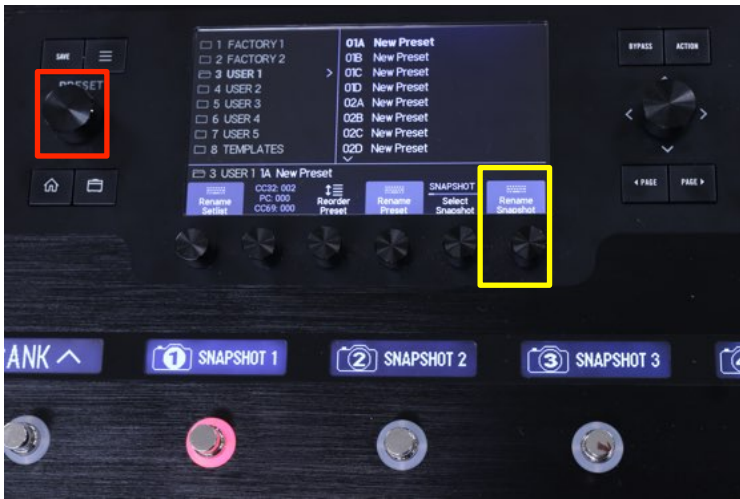 SAVE
PRESET
1 FACTORY 1
2 FACTORY 2
3 USER 1 >
4 USER 2
5 USER 3
6 USER 4
7 USER 5
8 TEMPLATES
01A New Preset
01B New Preset
01C New Preset
01D New Preset
02A New Preset
02B New Preset
02C New Preset
02D New Preset
3 USER 1 1A New Preset
Rename
Setlist
CC32: 002
PC: 000
CC69: 000
Reorder
Preset
Rename
Preset
SNAPSHOT
Select
Snapshot
Rename
Snapshot
BYPASS
ACTION
PAGE
PAGE
BANK
1 SNAPSHOT 1
2 SNAPSHOT 2
3 SNAPSHOT 3